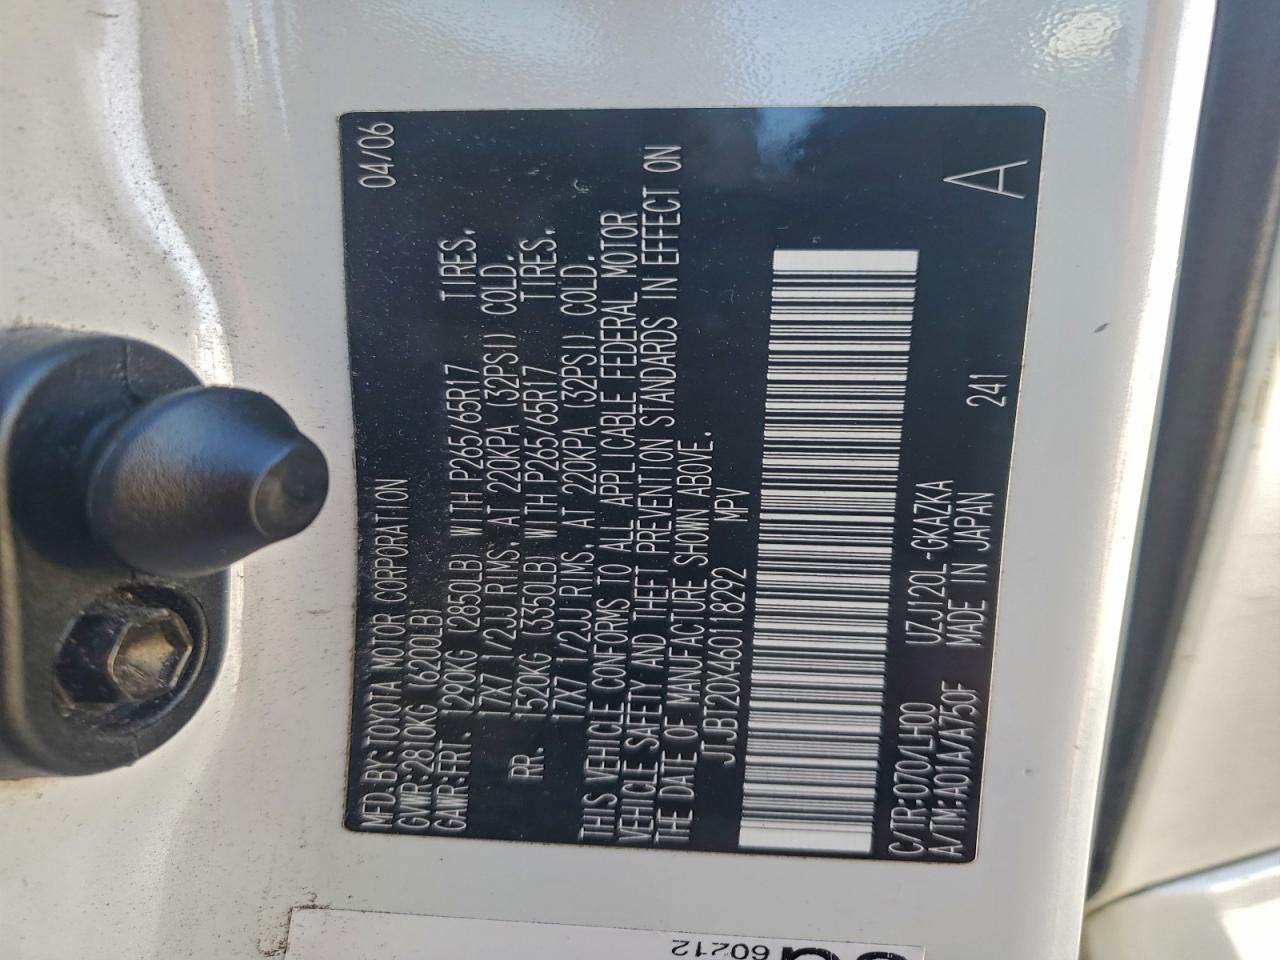 MFD.BY:TOYOTA MOTOR CORPORATION 04/06
GVWR:2810KG( 6200LB)
GAWR:FRT. 1290KG (2850LB) WITH P265/65R17 TIRES,
17X7 1/2JJ RIMS, AT 220KPA (32PSI) COLD.
RR. 1520KG (3350LB) WITH P265/65R17 TIRES,
17X7 1/2JJ RIMS, AT 220KPA (32PSI) COLD.
THIS VEHICLE CONFORMS TO ALL APPLICABLE FEDERAL MOTOR
VEHICLE SAFETY AND THEFT PREVENTION STANDARDS IN EFFECT ON
THE DATE OF MANUFACTURE SHOWN ABOVE.
JTJBT20X460118292 MPV
C/TR:070/LH00 UZJ120L-GKAZKA 241 A
A/TM:A01A/A750F MADE IN JAPAN
60212